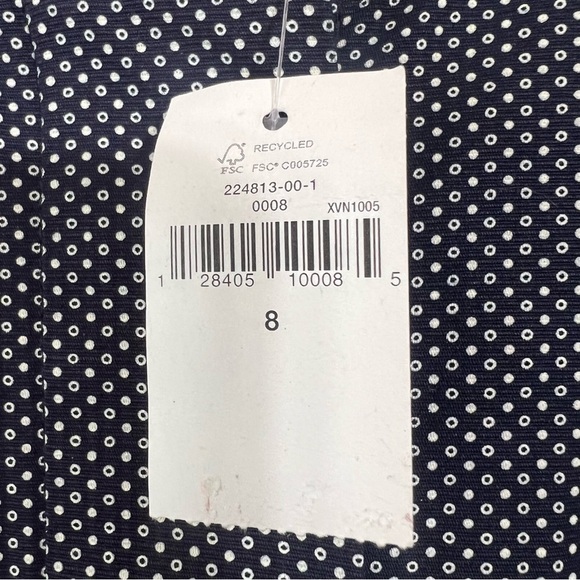 RECYCLED
FSC FSC® C005725
224813-00-1
0008 XVN1005
1 28405 10008 5
8